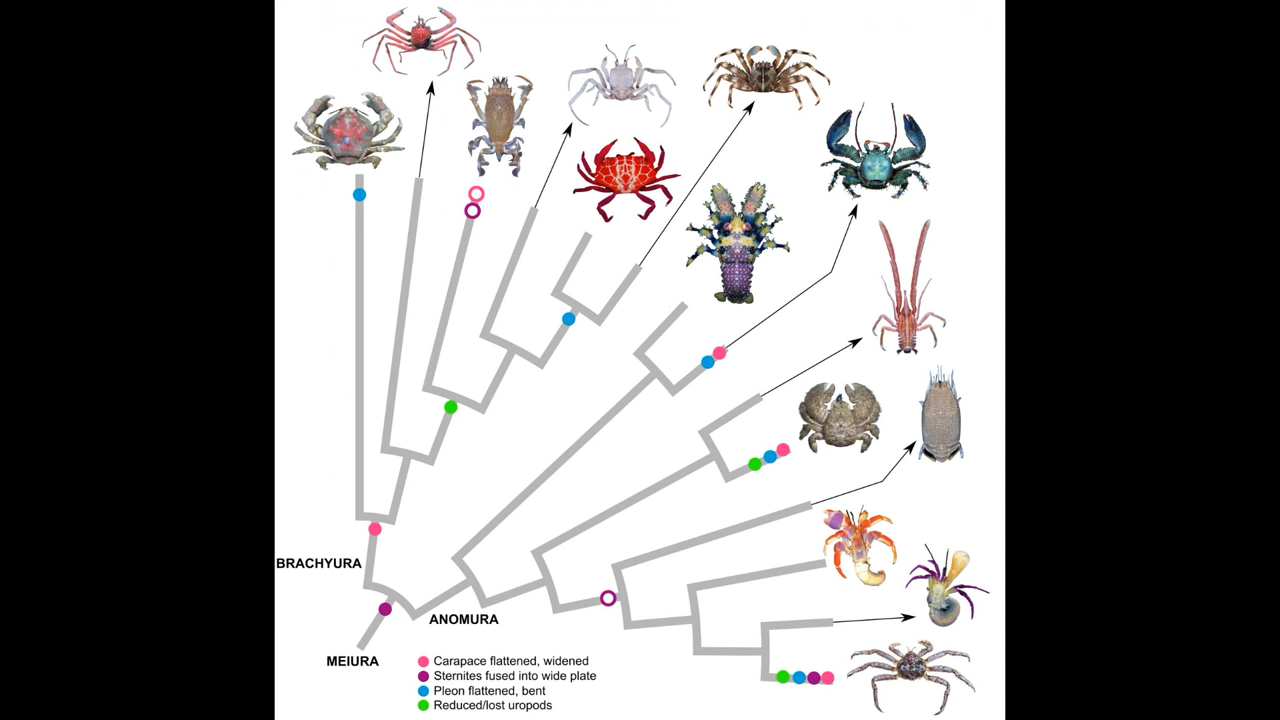 BRACHYURA
ANOMURA
MEIURA
Carapace flattened, widened
Sternites fused into wide plate
Pleon flattened, bent
Reduced/lost uropods